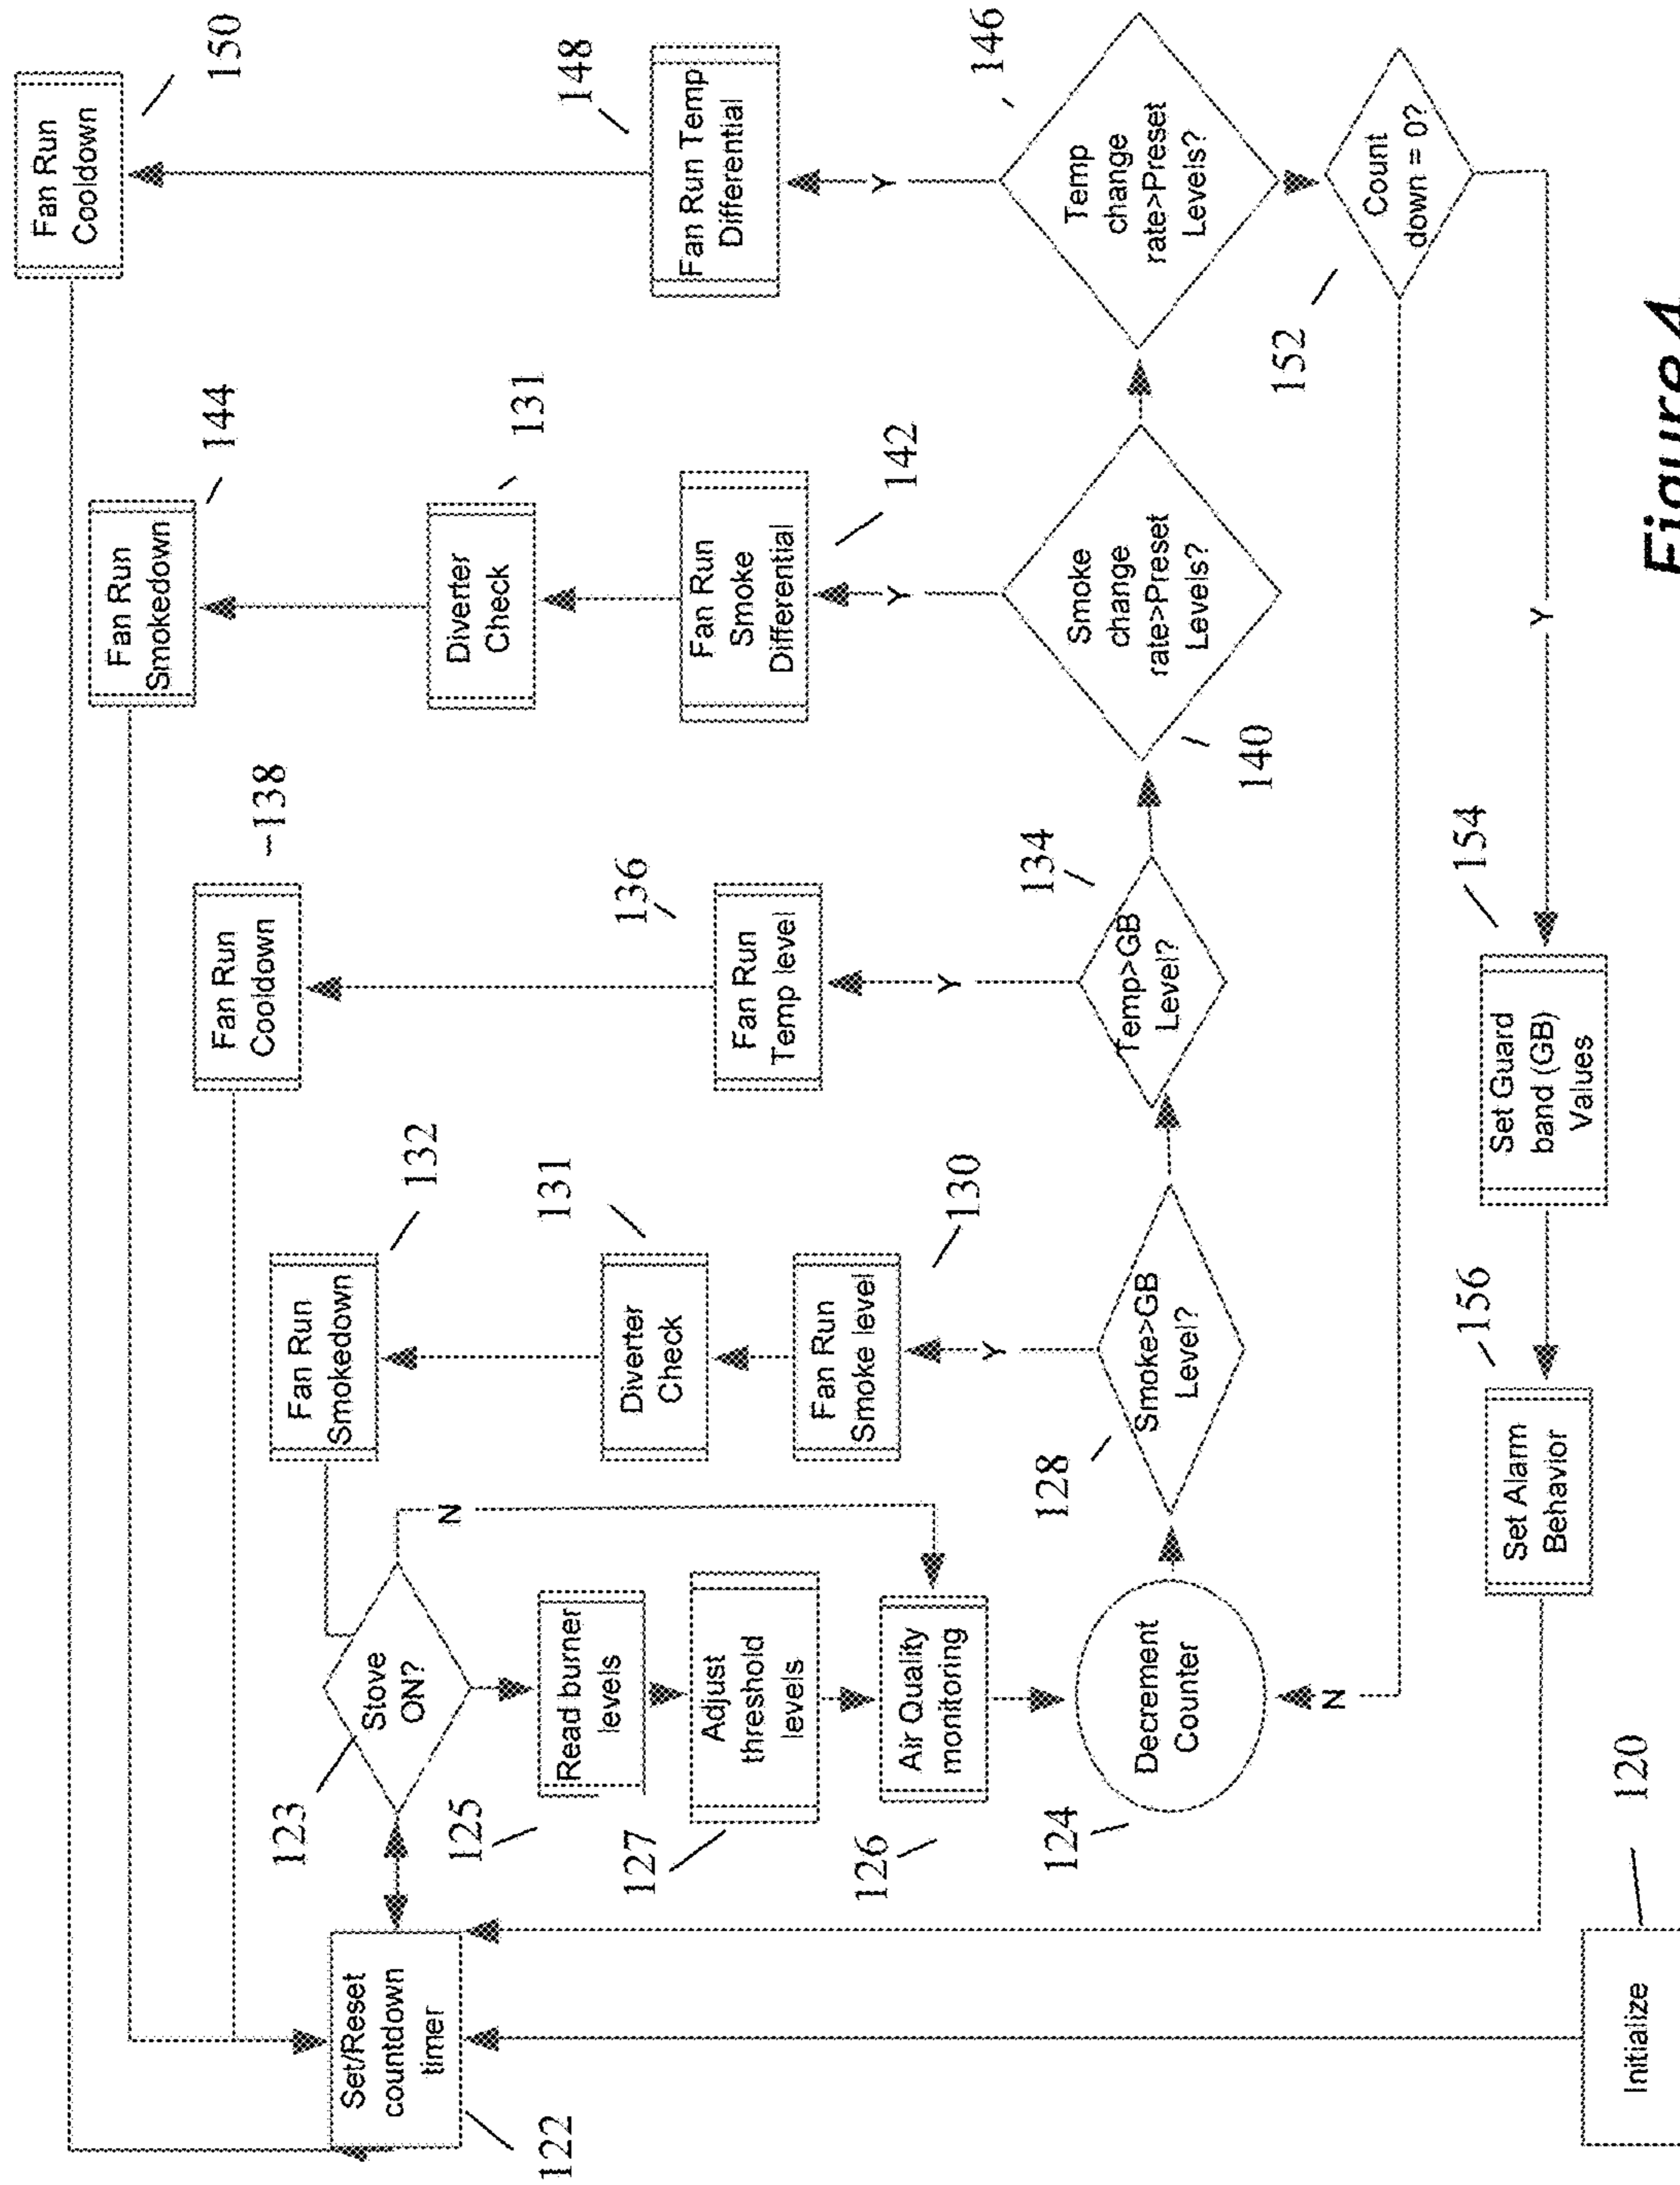 Fan Run
Cooldown
150
Fan Run
Smokedown
144
Fan Run
Cooldown
138
Fan Run
Smokedown
132
Set/Reset
countdown
timer
122
Stove
ON?
123
N
Read burner
levels
125
Adjust
threshold
levels
127
Air Quality
monitoring
126
Decrement
Counter
124
Diverter
Check
131
Fan Run
Smoke level
130
Y
Smoke>GB
Level?
128
Fan Run
Temp level
136
Y
Temp>GB
Level?
134
Diverter
Check
131
Fan Run
Smoke
Differential
142
Y
Smoke
change
rate>Preset
Levels?
140
Fan Run Temp
Differential
148
Y
Temp
change
rate>Preset
Levels?
146
Count
down = 0?
152
N
Y
Set Guard
band (GB)
Values
154
Set Alarm
Behavior
156
Initialize
120
Figure 4